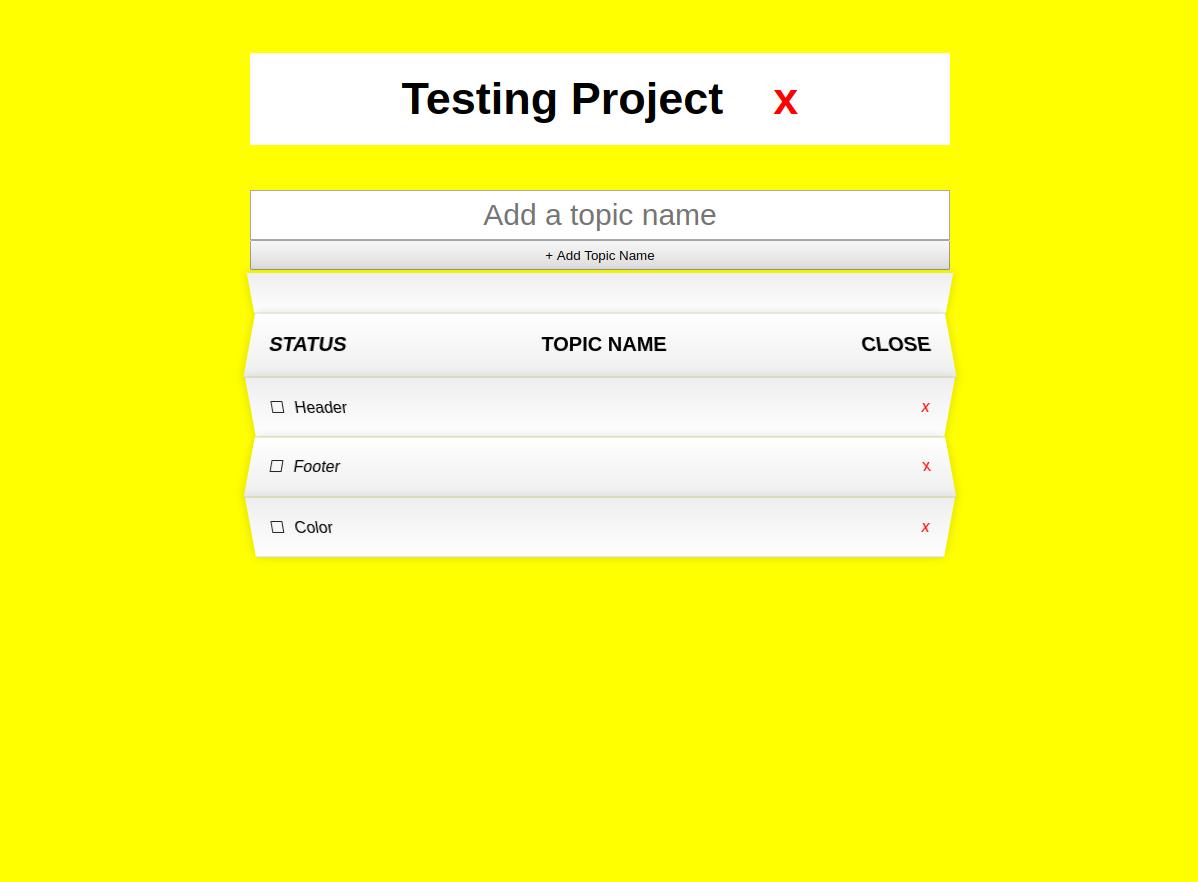 Testing Project x
Add a topic name
+ Add Topic Name
STATUS TOPIC NAME CLOSE
Header x
Footer x
Color x